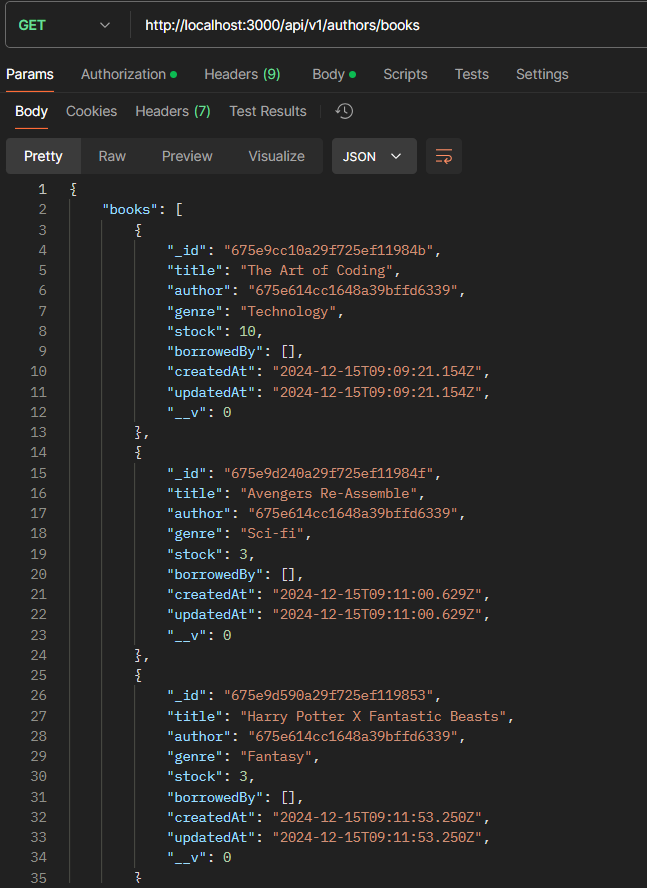 GET http://localhost:3000/api/v1/authors/books
Params Authorization Headers (9) Body Scripts Tests Settings
Body Cookies Headers (7) Test Results
Pretty Raw Preview Visualize JSON
1 {
2 "books": [
3 {
4 "_id": "675e9cc10a29f725ef11984b",
5 "title": "The Art of Coding",
6 "author": "675e614cc1648a39bffd6339",
7 "genre": "Technology",
8 "stock": 10,
9 "borrowedBy": [],
10 "createdAt": "2024-12-15T09:09:21.154Z",
11 "updatedAt": "2024-12-15T09:09:21.154Z",
12 "__v": 0
13 },
14 {
15 "_id": "675e9d240a29f725ef11984f",
16 "title": "Avengers Re-Assemble",
17 "author": "675e614cc1648a39bffd6339",
18 "genre": "Sci-fi",
19 "stock": 3,
20 "borrowedBy": [],
21 "createdAt": "2024-12-15T09:11:00.629Z",
22 "updatedAt": "2024-12-15T09:11:00.629Z",
23 "__v": 0
24 },
25 {
26 "_id": "675e9d590a29f725ef119853",
27 "title": "Harry Potter X Fantastic Beasts",
28 "author": "675e614cc1648a39bffd6339",
29 "genre": "Fantasy",
30 "stock": 3,
31 "borrowedBy": [],
32 "createdAt": "2024-12-15T09:11:53.250Z",
33 "updatedAt": "2024-12-15T09:11:53.250Z",
34 "__v": 0
35 }